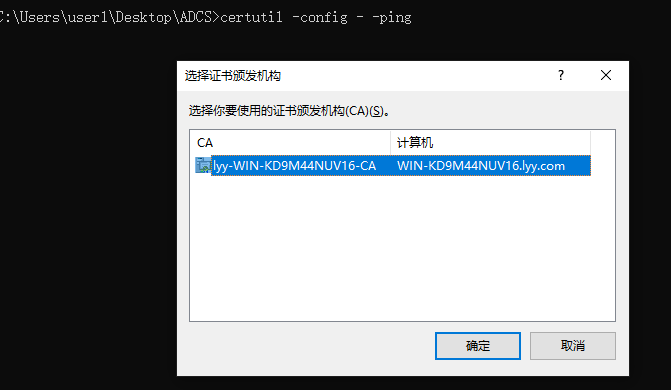 C:\Users\user1\Desktop\ADCS>certutil -config - -ping
选择证书颁发机构
选择你要使用的证书颁发机构(CA)(S)。
CA 计算机
lyy-WIN-KD9M44NUV16-CA WIN-KD9M44NUV16.lyy.com
确定 取消